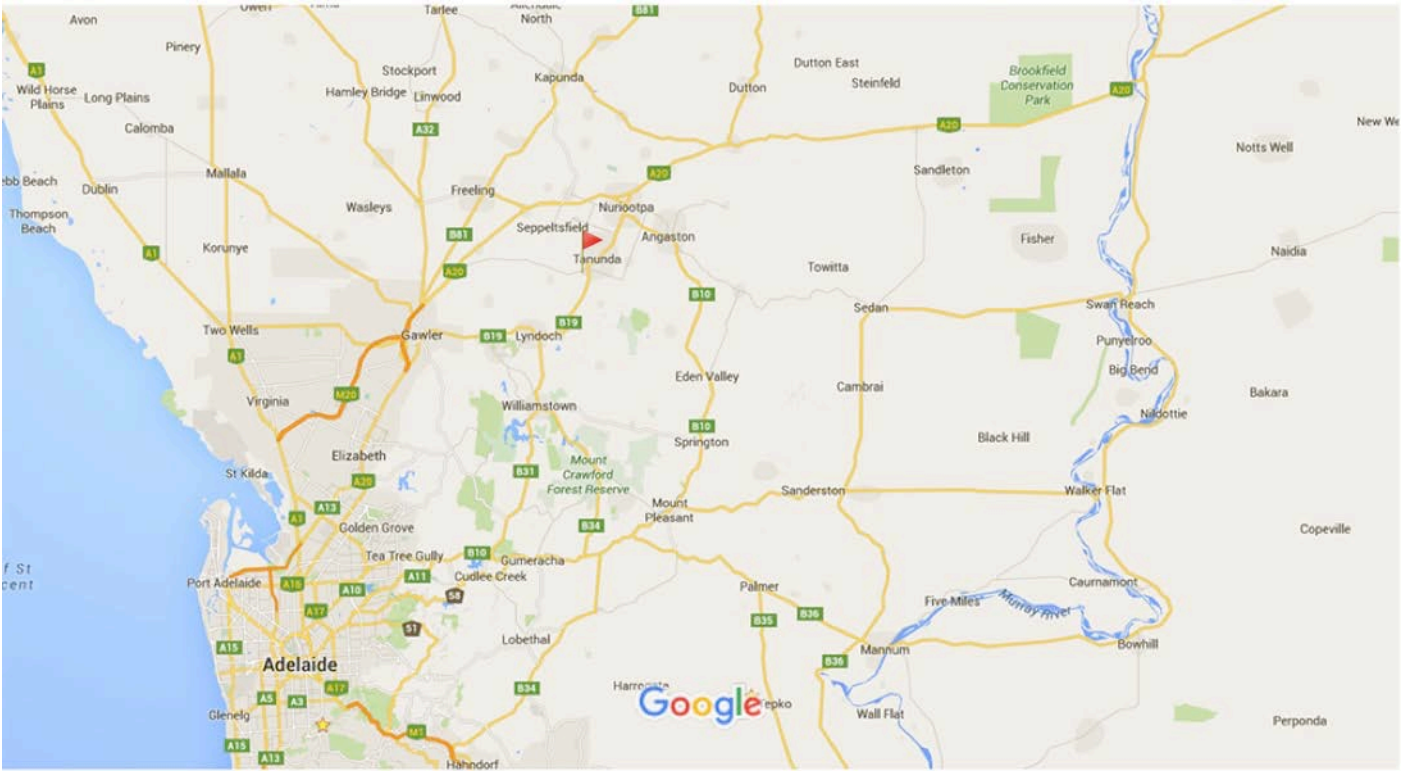 Owen
Tarlee
North
B81
Avon
Pinery
Stockport
Kapunda
Dutton East
Steinfeld
Brookfield
Conservation
Park
A1
Wild Horse
Plains
Long Plains
Hamley Bridge
Linwood
Dutton
A20
Calomba
A32
A20
New We
Notts Well
Mallala
A20
Sandleton
ebb Beach
Dublin
Freeling
Thompson
Beach
Wasleys
Nuriootpa
Seppeltsfield
B81
Angaston
Fisher
Korunye
A1
Tanunda
Naidia
A20
Towitta
B10
Sedan
Swan Reach
Two Wells
Gawler
B19
Lyndoch
B19
Punyelroo
A1
Big Bend
Eden Valley
Cambrai
Bakara
Virginia
M20
Williamstown
Nildottie
B10
Springton
Black Hill
Elizabeth
Mount
Crawford
Forest Reserve
St Kilda
B31
A20
Sanderston
Walker Flat
Mount
Pleasant
A13
A1
Golden Grove
B34
Copeville
Tea Tree Gully
B10
Gumeracha
f St
cent
Port Adelaide
A16
A10
A11
Cudlee Creek
Palmer
Caurnamont
58
Five Miles
Murray River
A17
B35
B36
51
Lobethal
A15
Mannum
Bowhill
Adelaide
B36
A17
B34
Google
Tepko
A5
A3
Glenelg
Wall Flat
Perponda
M1
A15
A13
Hahndorf